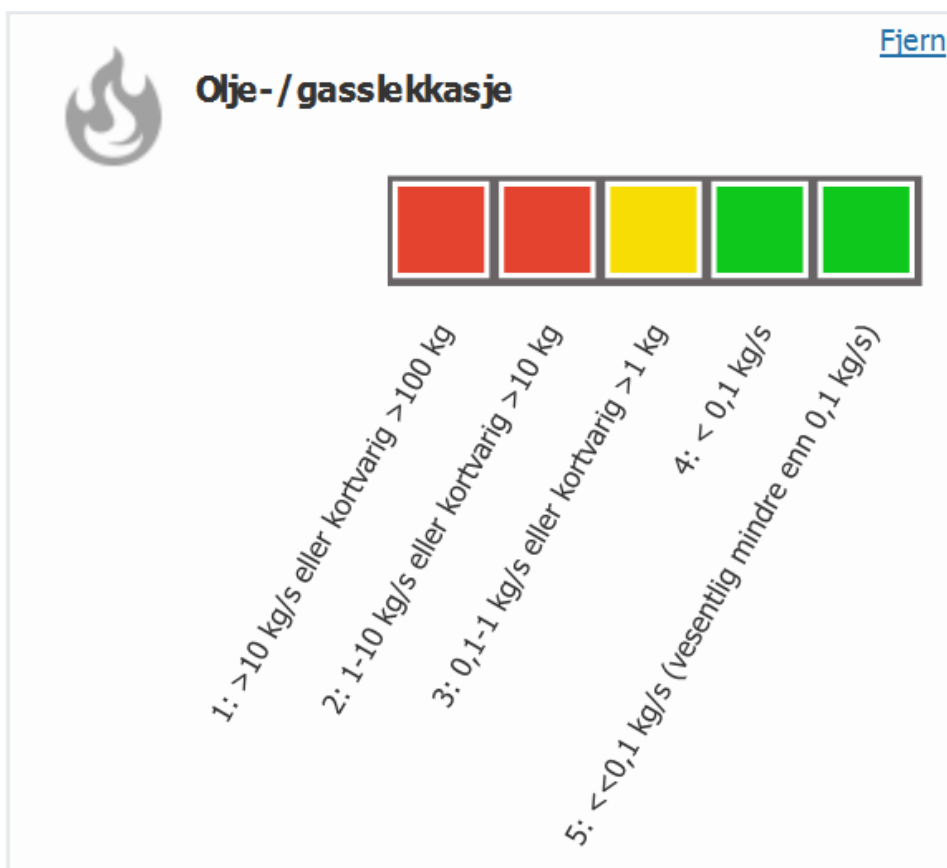 Fjern
Olje- / gasslekkasje
1: >10 kg/s eller kortvarig >100 kg
2: 1-10 kg/s eller kortvarig >10 kg
3: 0,1-1 kg/s eller kortvarig >1 kg
4: < 0,1 kg/s
5: <<0,1 kg/s (vesentlig mindre enn 0,1 kg/s)